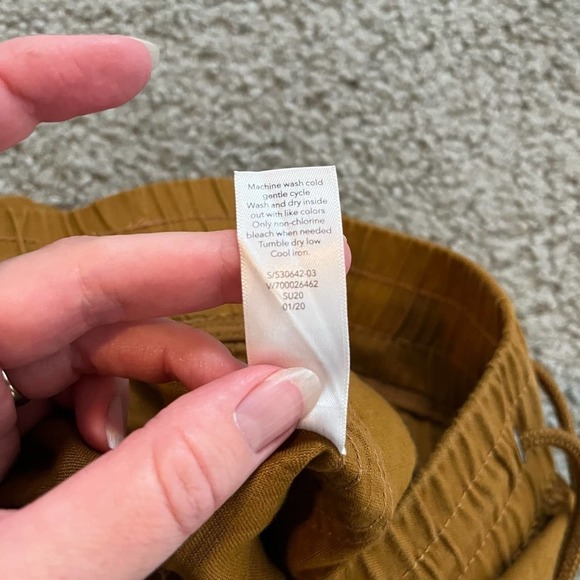 Machine wash cold
gentle cycle
Wash and dry inside
out with like colors
Only non-chlorine
bleach when needed
Tumble dry low
Cool iron.
S/530642-03
V/700026462
SU20
01/20